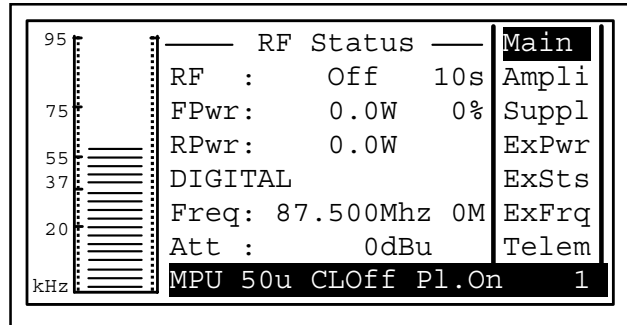 95
75
55
37
20
kHz
RF Status
RF : Off 10s
FPwr: 0.0W 0%
RPwr: 0.0W
DIGITAL
Freq: 87.500Mhz 0M
Att : 0dBu
MPU 50u CLOff Pl.On 1
Main
Ampli
Suppl
ExPwr
ExSts
ExFrq
Telem